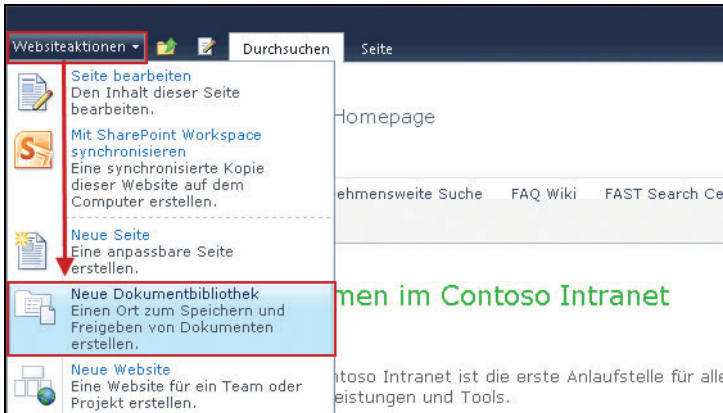 Websiteaktionen Durchsuchen Seite
Seite bearbeiten
Den Inhalt dieser Seite
bearbeiten.
Homepage
Mit SharePoint Workspace
synchronisieren
Eine synchronisierte Kopie
dieser Website auf dem
Computer erstellen.
ehmensweite Suche FAQ Wiki FAST Search Ce
Neue Seite
Eine anpassbare Seite
erstellen.
Neue Dokumentbibliothek
Einen Ort zum Speichern und
Freigeben von Dokumenten
erstellen.
men im Contoso Intranet
Neue Website
Eine Website für ein Team oder
Projekt erstellen.
ntoso Intranet ist die erste Anlaufstelle für alle
eistungen und Tools.